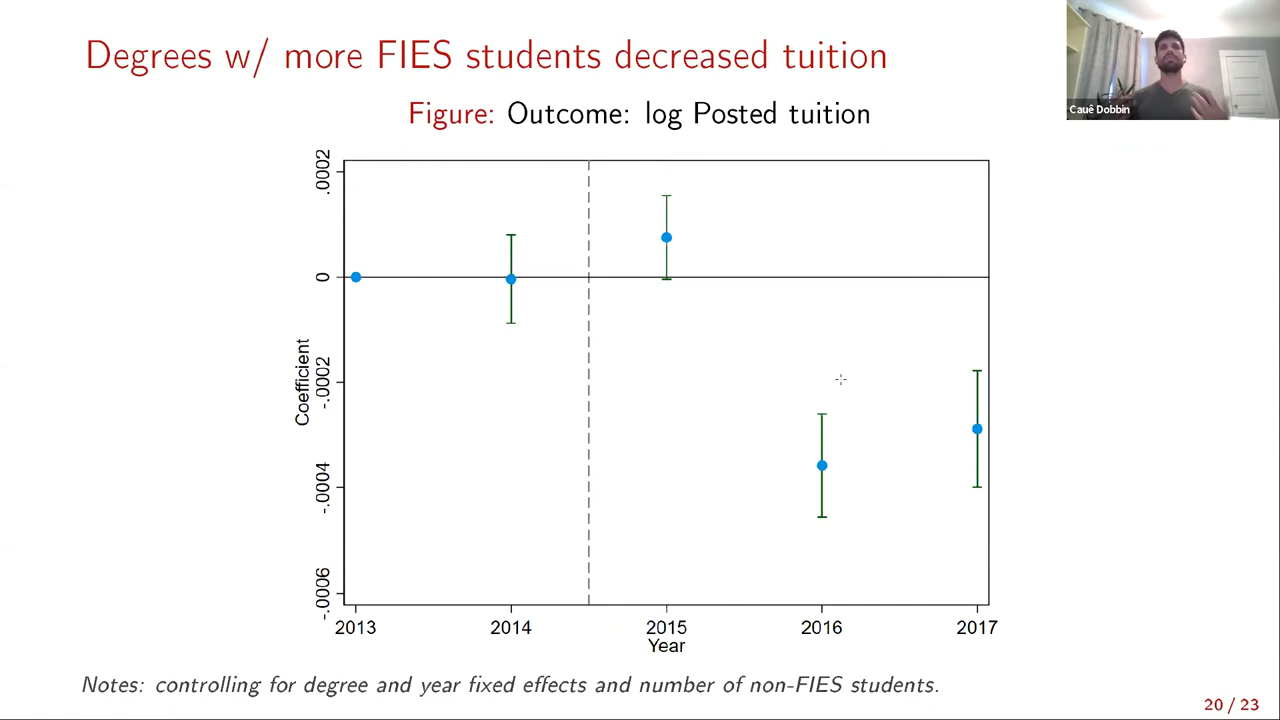 Degrees w/ more FIES students decreased tuition
Cauê Dobbin
Figure: Outcome: log Posted tuition
.0002
0
-.0002
-.0004
-.0006
Coefficient
2013 2014 2015 2016 2017
Year
Notes: controlling for degree and year fixed effects and number of non-FIES students.
20 / 23